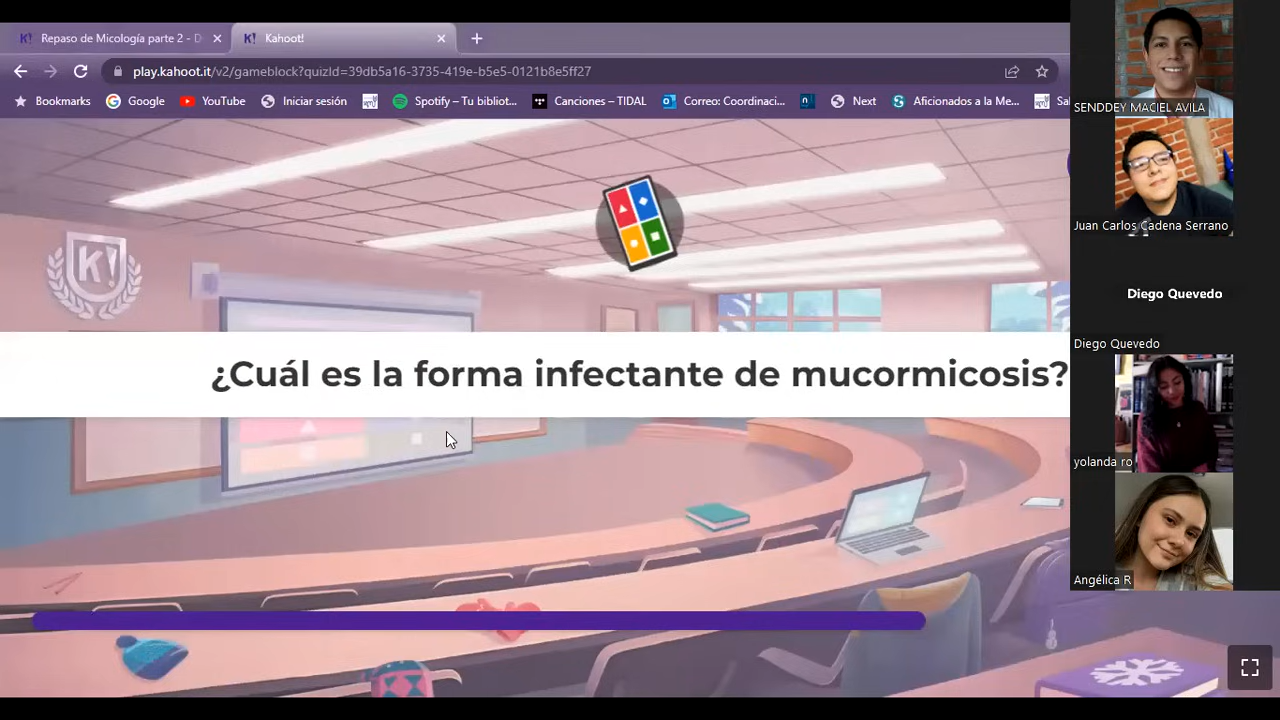 Repaso de Micología parte 2 - D
Kahoot!
play.kahoot.it/v2/gameblock?quizId=39db5a16-3735-419e-b5e5-0121b8e5ff27
Bookmarks
Google
YouTube
Iniciar sesión
Spotify – Tu bibliot...
Canciones – TIDAL
Correo: Coordinaci...
Next
Aficionados a la Me...
Sa
K!
¿Cuál es la forma infectante de mucormicosis?
SENDDEY MACIEL AVILA
Juan Carlos Cadena Serrano
Diego Quevedo
Diego Quevedo
yolanda ro
Angélica R